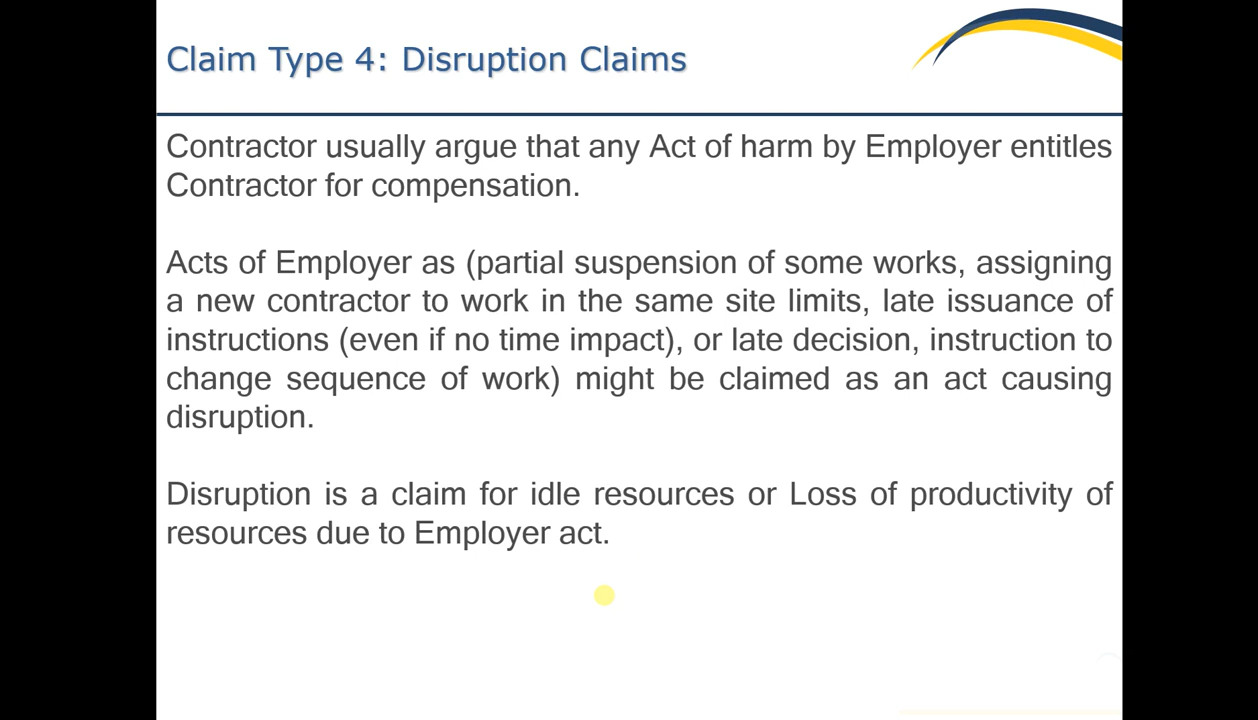 Claim Type 4: Disruption Claims
Contractor usually argue that any Act of harm by Employer entitles
Contractor for compensation.
Acts of Employer as (partial suspension of some works, assigning
a new contractor to work in the same site limits, late issuance of
instructions (even if no time impact), or late decision, instruction to
change sequence of work) might be claimed as an act causing
disruption.
Disruption is a claim for idle resources or Loss of productivity of
resources due to Employer act.